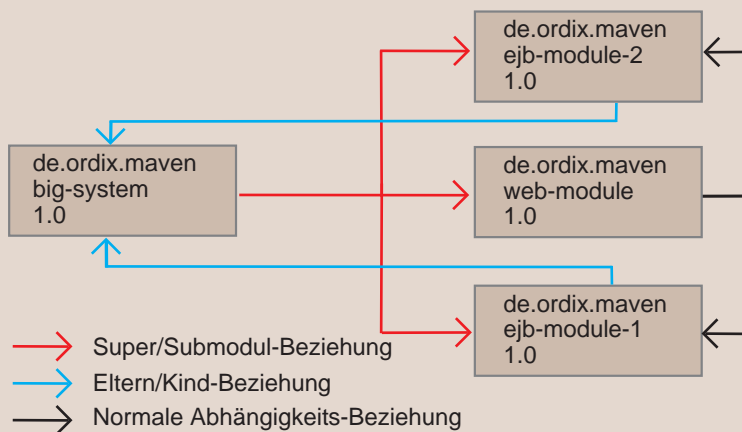 de.ordix.maven
ejb-module-2
1.0
de.ordix.maven
big-system
1.0
de.ordix.maven
web-module
1.0
de.ordix.maven
ejb-module-1
1.0
Super/Submodul-Beziehung
Eltern/Kind-Beziehung
Normale Abhängigkeits-Beziehung